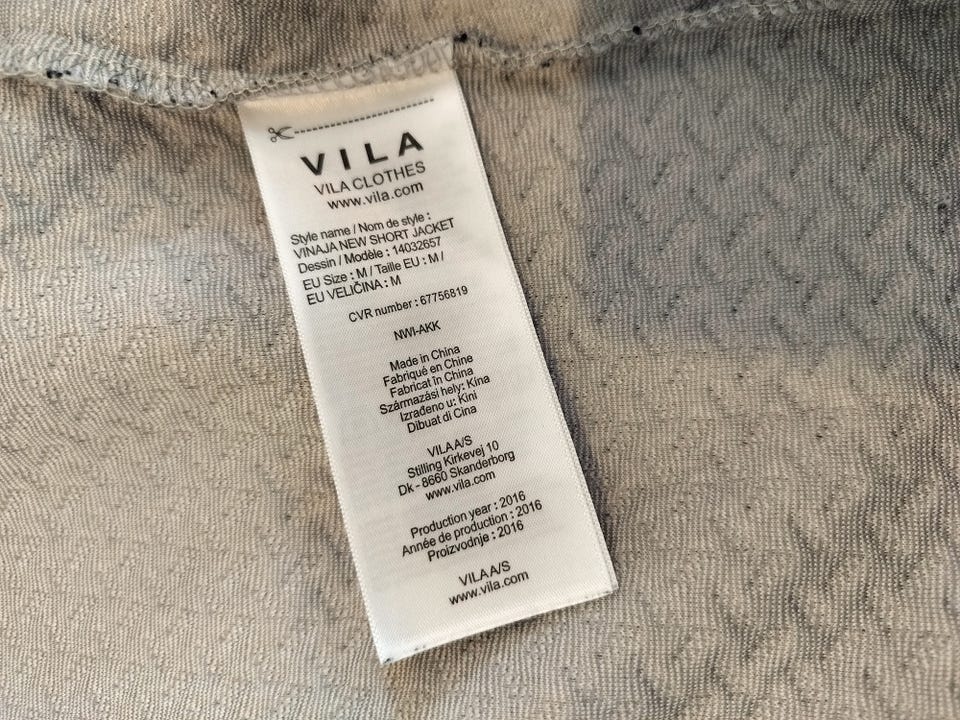 VILA
VILA CLOTHES
www.vila.com
Style name / Nom de style :
VINAJA NEW SHORT JACKET
Dessin / Modèle : 14032657
EU Size : M / Taille EU : M /
EU VELIČINA : M
CVR number : 67756819
NWI-AKK
Made in China
Fabriqué en Chine
Fabricat în China
Származási hely: Kína
Izrađeno u: Kini
Dibuat di Cina
VILA A/S
Stilling Kirkevej 10
Dk - 8660 Skanderborg
www.vila.com
Production year : 2016
Année de production : 2016
Proizvodnje : 2016
VILA A/S
www.vila.com